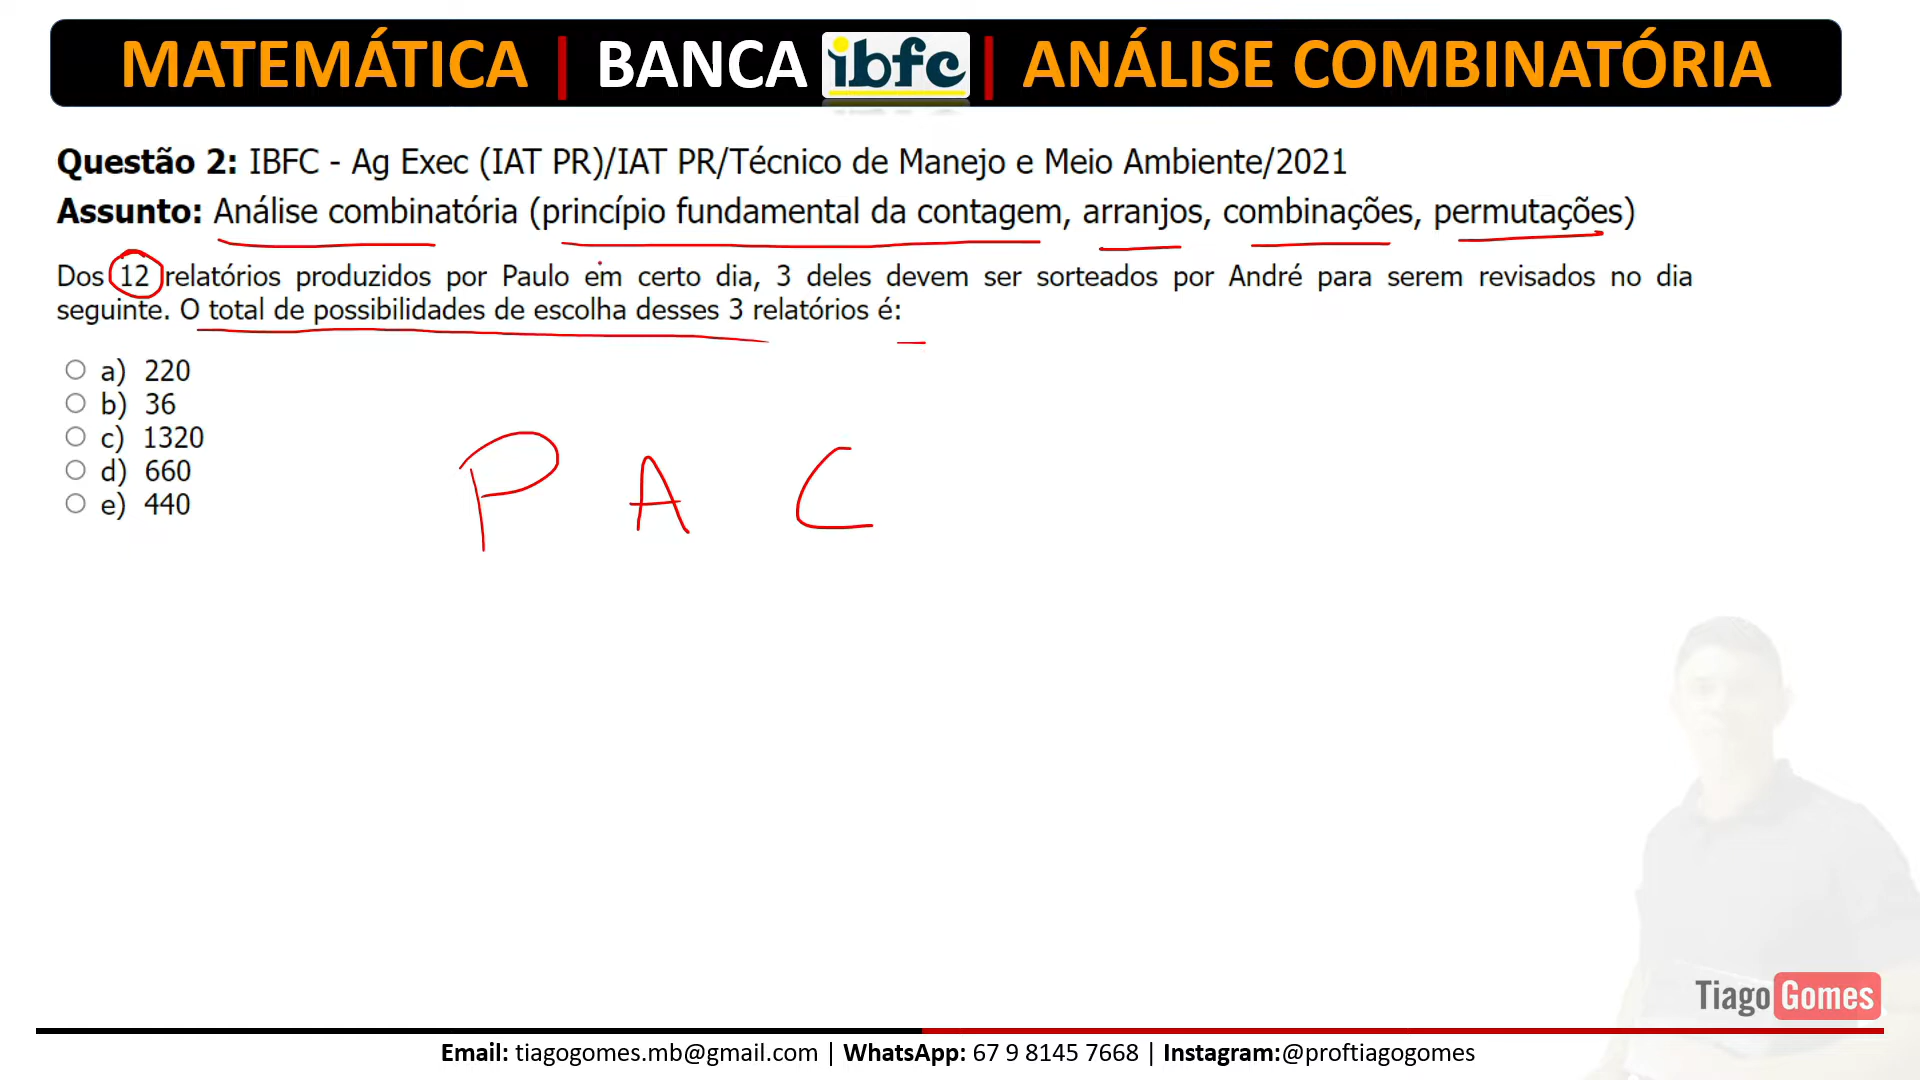 MATEMÁTICA | BANCA ibfc | ANÁLISE COMBINATÓRIA
Questão 2: IBFC - Ag Exec (IAT PR)/IAT PR/Técnico de Manejo e Meio Ambiente/2021
Assunto: Análise combinatória (princípio fundamental da contagem, arranjos, combinações, permutações)
Dos 12 relatórios produzidos por Paulo em certo dia, 3 deles devem ser sorteados por André para serem revisados no dia
seguinte. O total de possibilidades de escolha desses 3 relatórios é:
a) 220
b) 36
c) 1320
d) 660
e) 440
P A C
Tiago Gomes
Email: tiagogomes.mb@gmail.com | WhatsApp: 67 9 8145 7668 | Instagram:@proftiagogomes